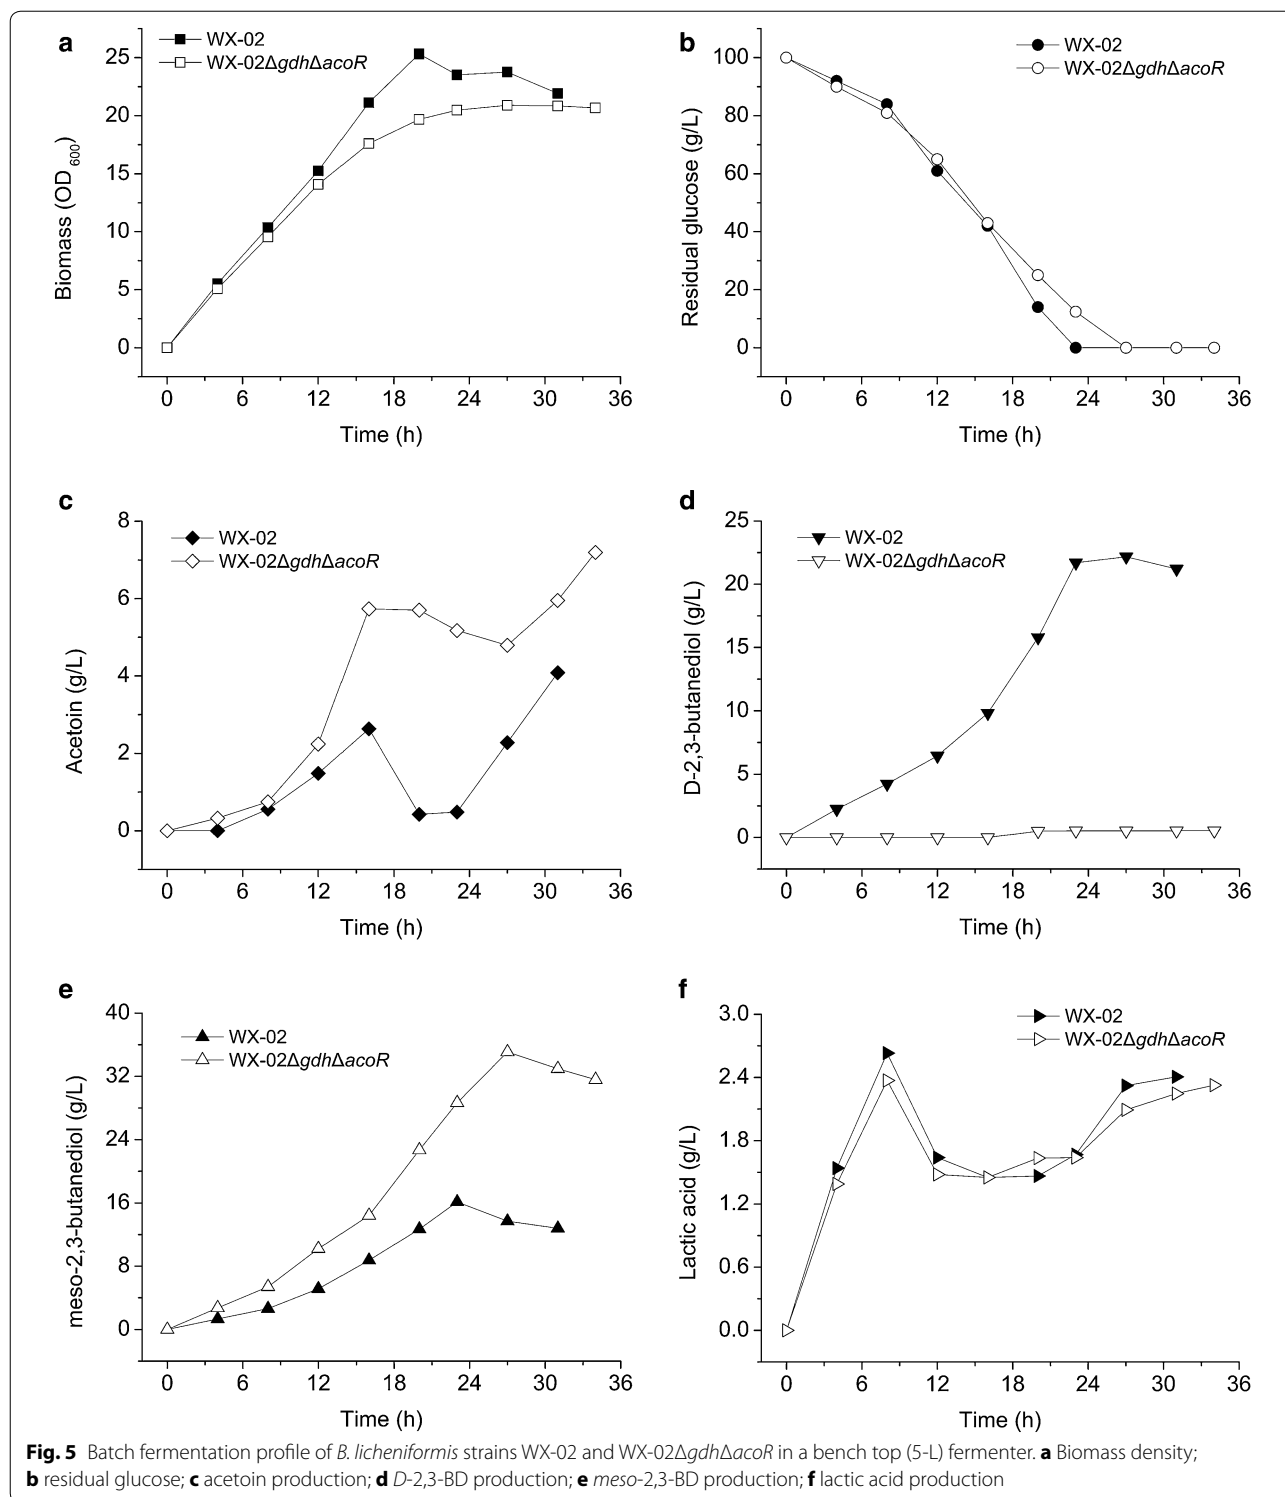 a
WX-02
WX-02ΔgdhΔacoR
25
20
15
10
5
0
Biomass (OD600)
0 6 12 18 24 30 36
Time (h)
b
WX-02
WX-02ΔgdhΔacoR
100
80
60
40
20
0
Residual glucose (g/L)
0 6 12 18 24 30 36
Time (h)
c
WX-02
WX-02ΔgdhΔacoR
8
6
4
2
0
Acetoin (g/L)
0 6 12 18 24 30 36
Time (h)
d
WX-02
WX-02ΔgdhΔacoR
25
20
15
10
5
0
D-2,3-butanediol (g/L)
0 6 12 18 24 30 36
Time (h)
e
WX-02
WX-02ΔgdhΔacoR
40
32
24
16
8
0
meso-2,3-butanediol (g/L)
0 6 12 18 24 30 36
Time (h)
f
WX-02
WX-02ΔgdhΔacoR
3.0
2.4
1.8
1.2
0.6
0.0
Lactic acid (g/L)
0 6 12 18 24 30 36
Time (h)
Fig. 5 Batch fermentation profile of B. licheniformis strains WX-02 and WX-02ΔgdhΔacoR in a bench top (5-L) fermenter. a Biomass density;
b residual glucose; c acetoin production; d D-2,3-BD production; e meso-2,3-BD production; f lactic acid production